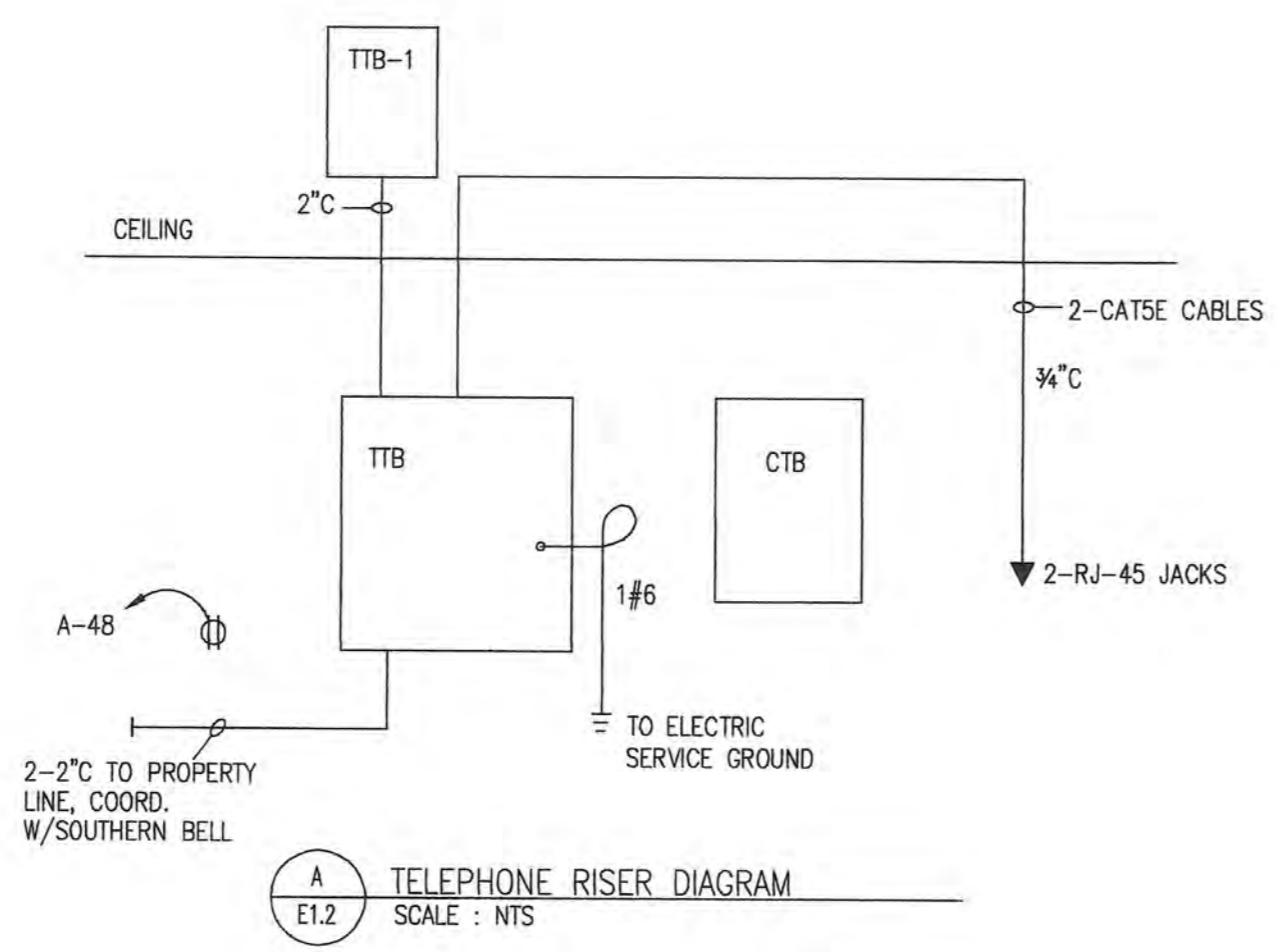 TTB-1
2"C
CEILING
2-CAT5E CABLES
¾"C
TTB
CTB
2-RJ-45 JACKS
1#6
A-48
TO ELECTRIC
SERVICE GROUND
2-2"C TO PROPERTY
LINE, COORD.
W/SOUTHERN BELL
A
TELEPHONE RISER DIAGRAM
E1.2
SCALE : NTS